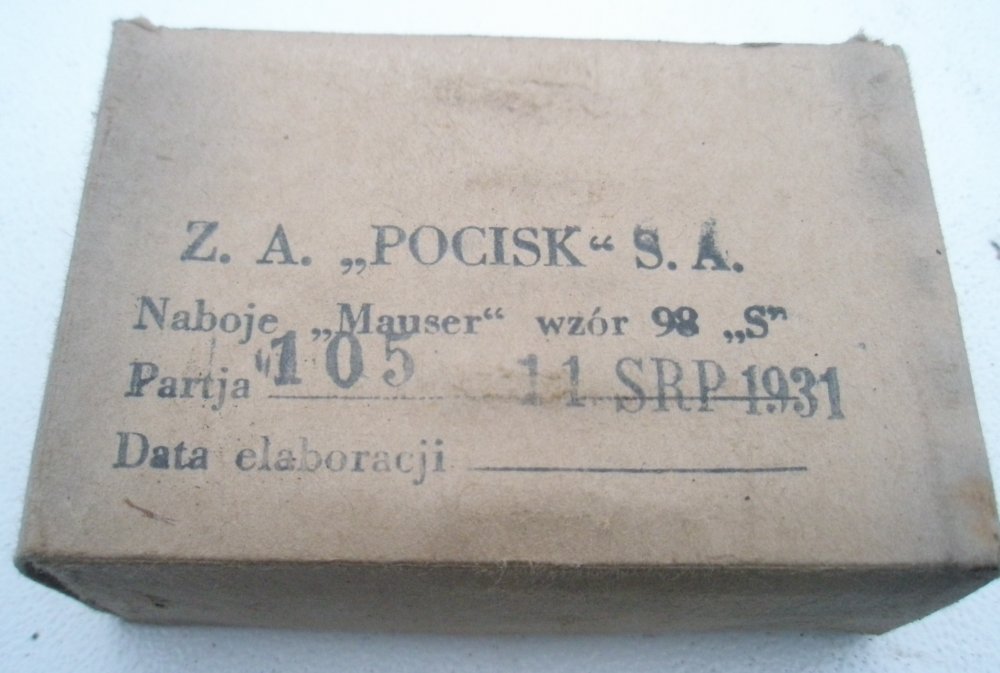 Z. A. „POCISK“ S. A.
Naboje „Mauser“ wzór 98 „S”
Partja 105 11 SRP 1931
Data elaboracji